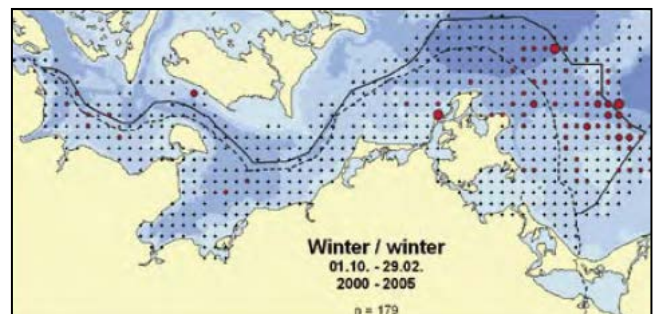 Winter / winter
01.10. - 29.02.
2000 - 2005
n = 179